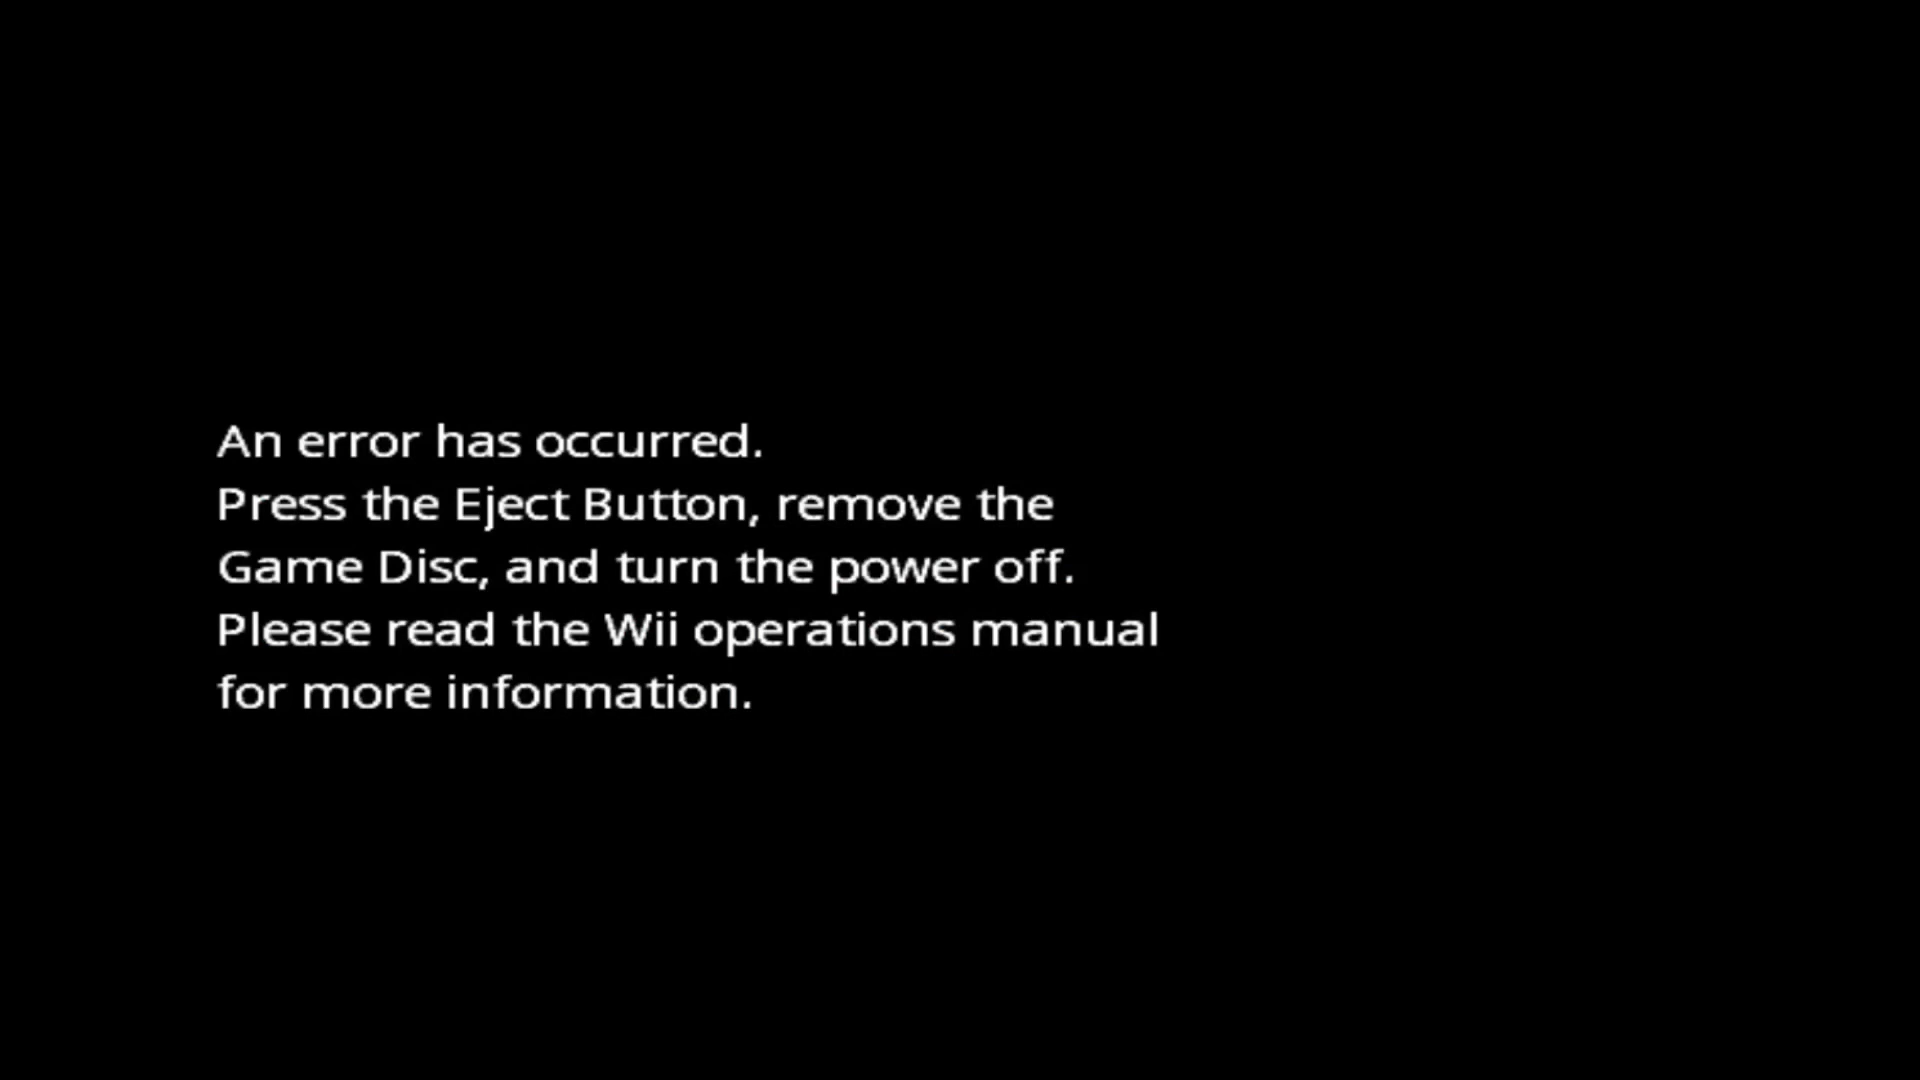 An error has occurred.
Press the Eject Button, remove the
Game Disc, and turn the power off.
Please read the Wii operations manual
for more information.